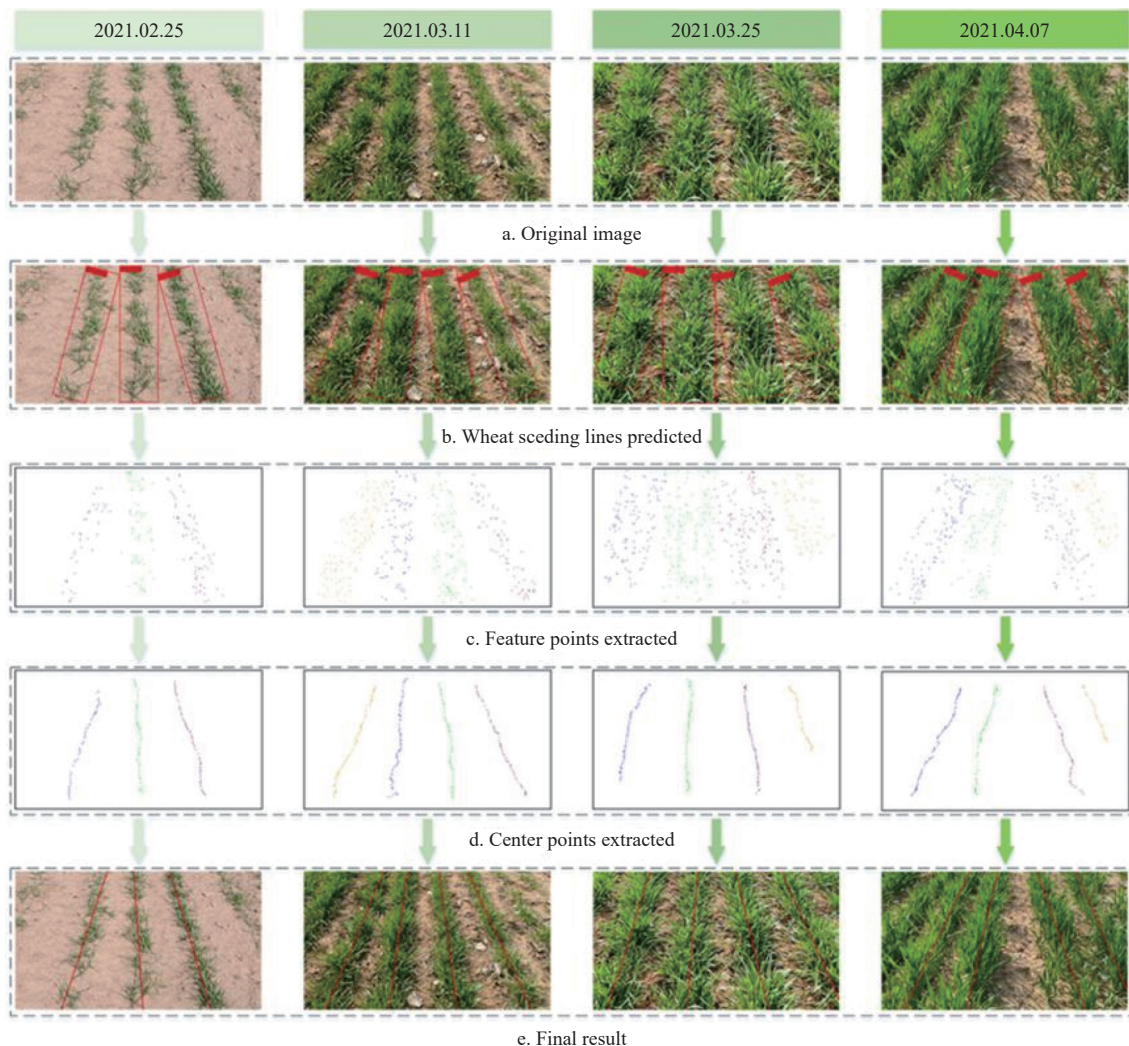 2021.02.25
2021.03.11
2021.03.25
2021.04.07
a. Original image
b. Wheat sceding lines predicted
c. Feature points extracted
d. Center points extracted
e. Final result